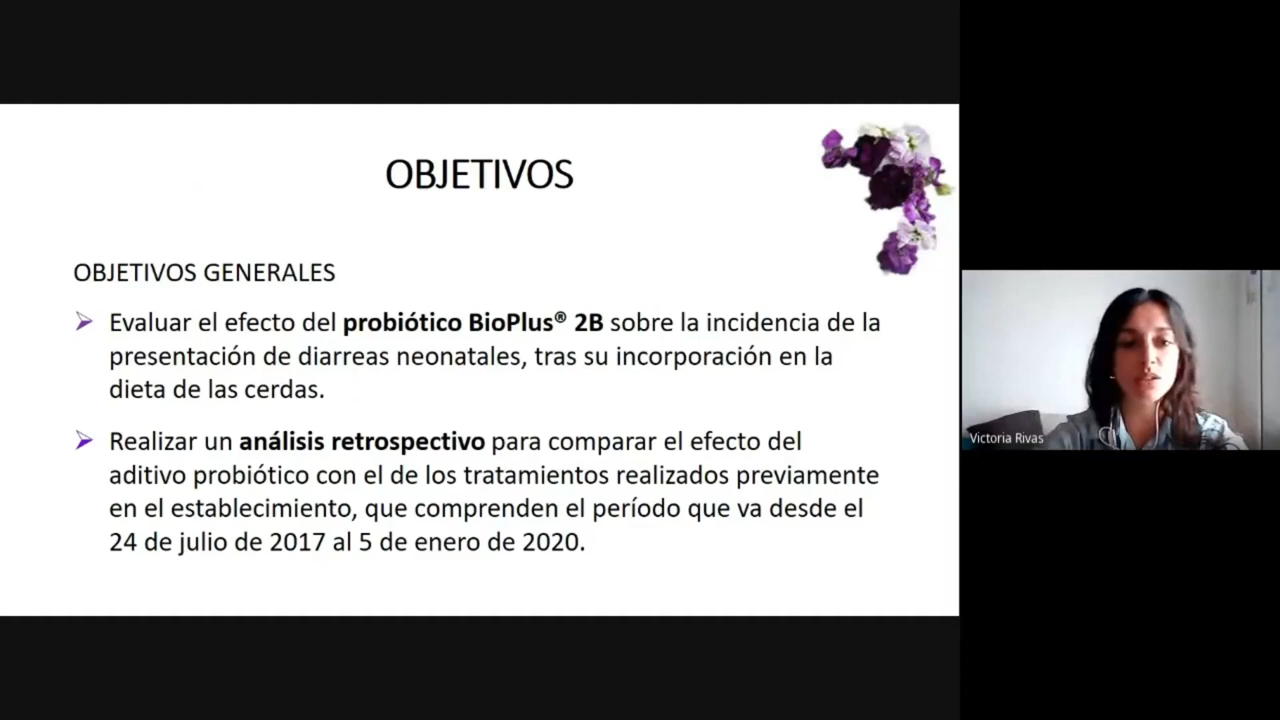 OBJETIVOS
OBJETIVOS GENERALES
Evaluar el efecto del probiótico BioPlus® 2B sobre la incidencia de la
presentación de diarreas neonatales, tras su incorporación en la
dieta de las cerdas.
Realizar un análisis retrospectivo para comparar el efecto del
aditivo probiótico con el de los tratamientos realizados previamente
en el establecimiento, que comprenden el período que va desde el
24 de julio de 2017 al 5 de enero de 2020.
Victoria Rivas